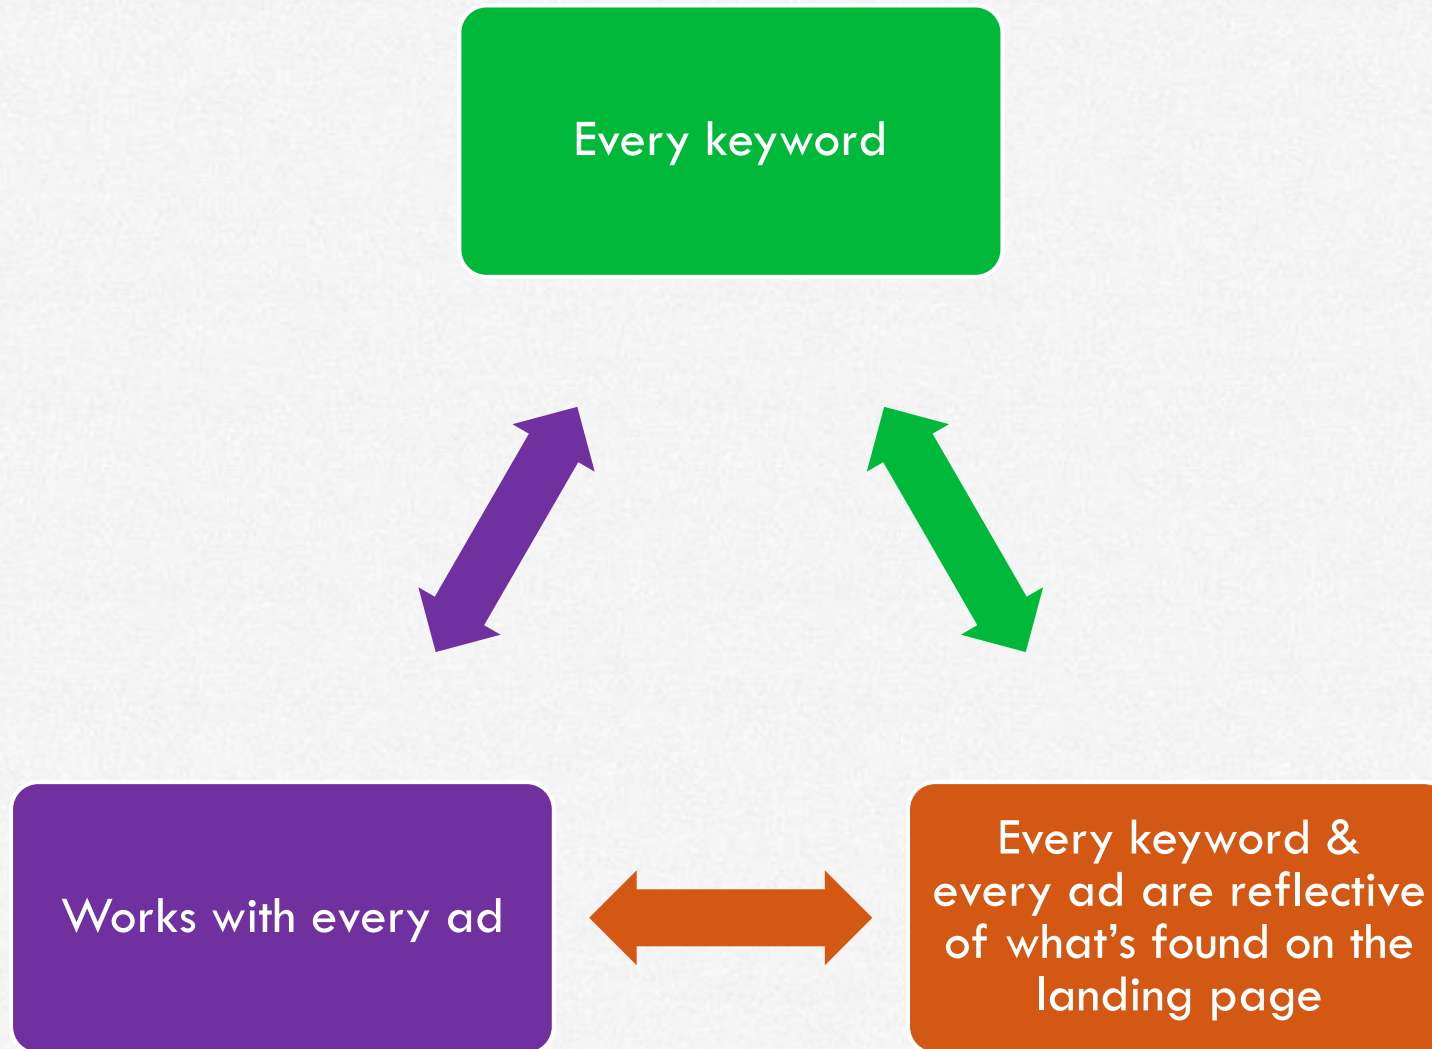 Every keyword
Works with every ad
Every keyword &
every ad are reflective
of what’s found on the
landing page